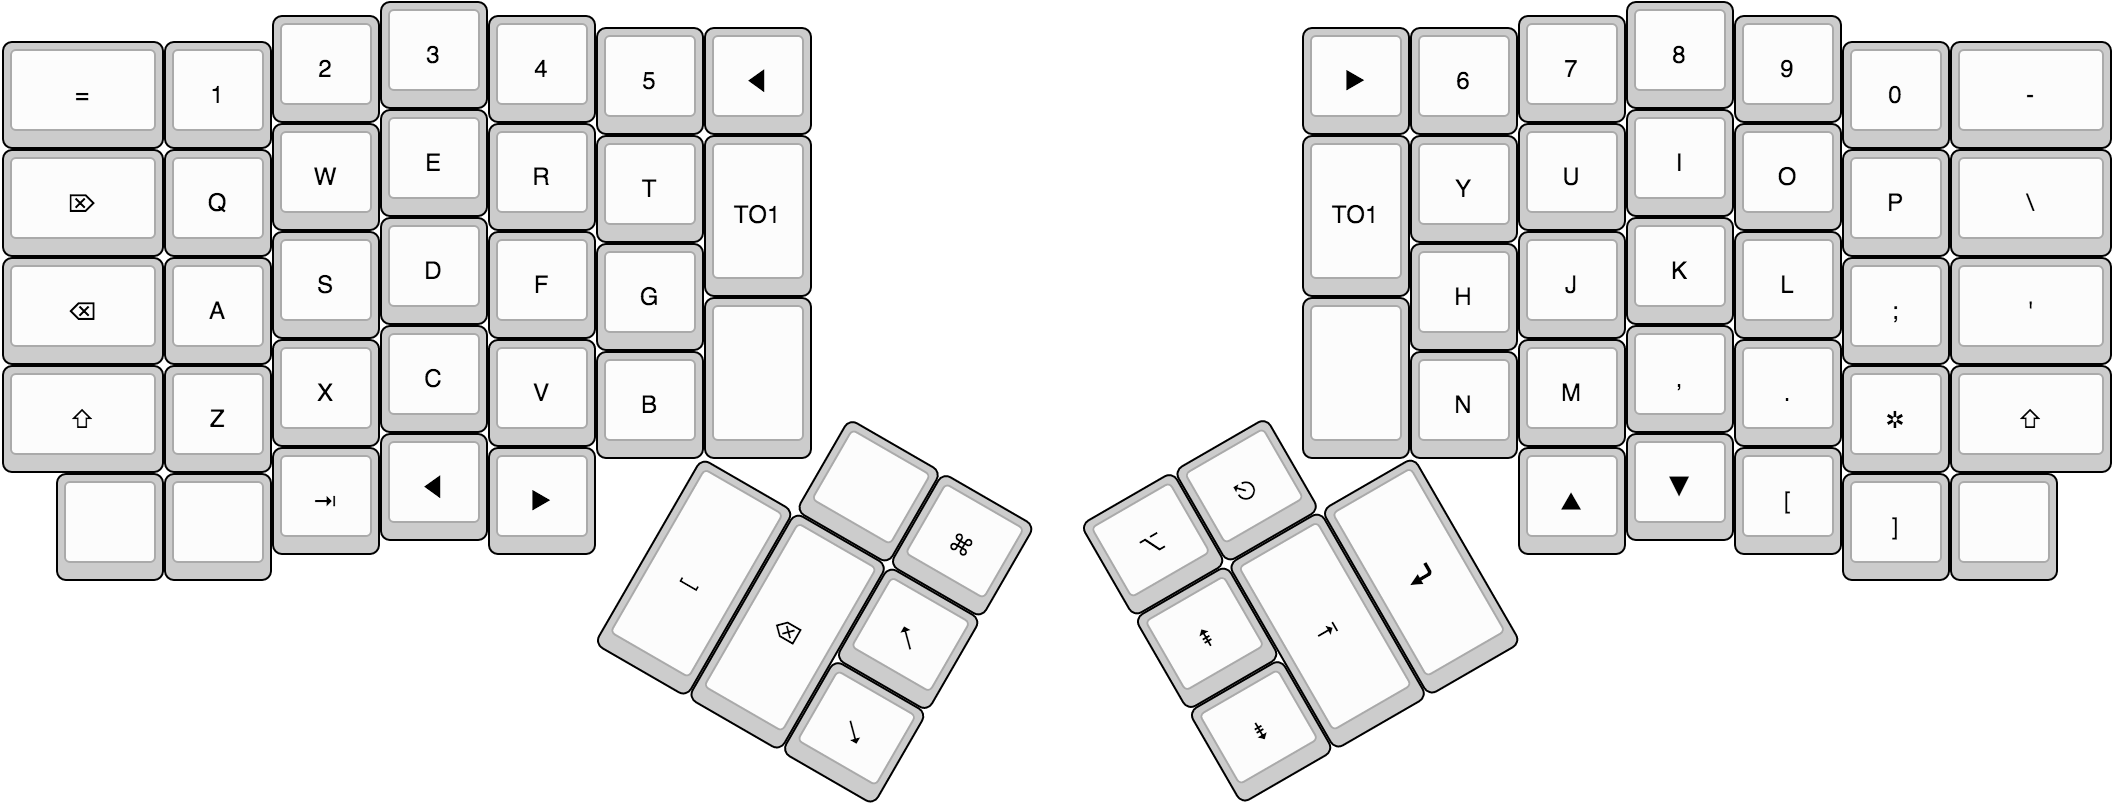 = 1 2 3 4 5 ◀
⌦ Q W E R T TO1
⌫ A S D F G
⇧ Z X C V B
⇥ ◀ ▶
⌘
⎵ ⌫ ↖
↘
▶ 6 7 8 9 0 -
TO1 Y U I O P \
H J K L ; '
N M , . ✲ ⇧
▲ ▼ [ ]
⌥ ⎋
⇞ ⇥ ⏎
⇟